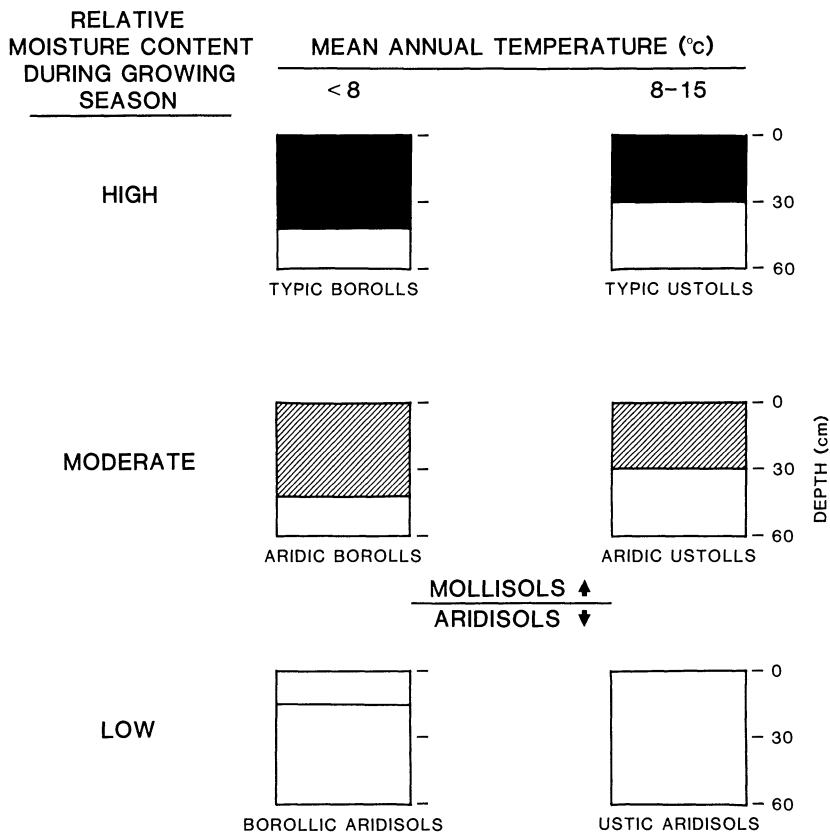 RELATIVE
MOISTURE CONTENT
DURING GROWING
SEASON
MEAN ANNUAL TEMPERATURE (°C)
< 8
8-15
HIGH
0
30
60
TYPIC BOROLLS
TYPIC USTOLLS
MODERATE
0
30
60
DEPTH (cm)
ARIDIC BOROLLS
ARIDIC USTOLLS
MOLLISOLS
ARIDISOLS
LOW
0
30
60
BOROLLIC ARIDISOLS
USTIC ARIDISOLS